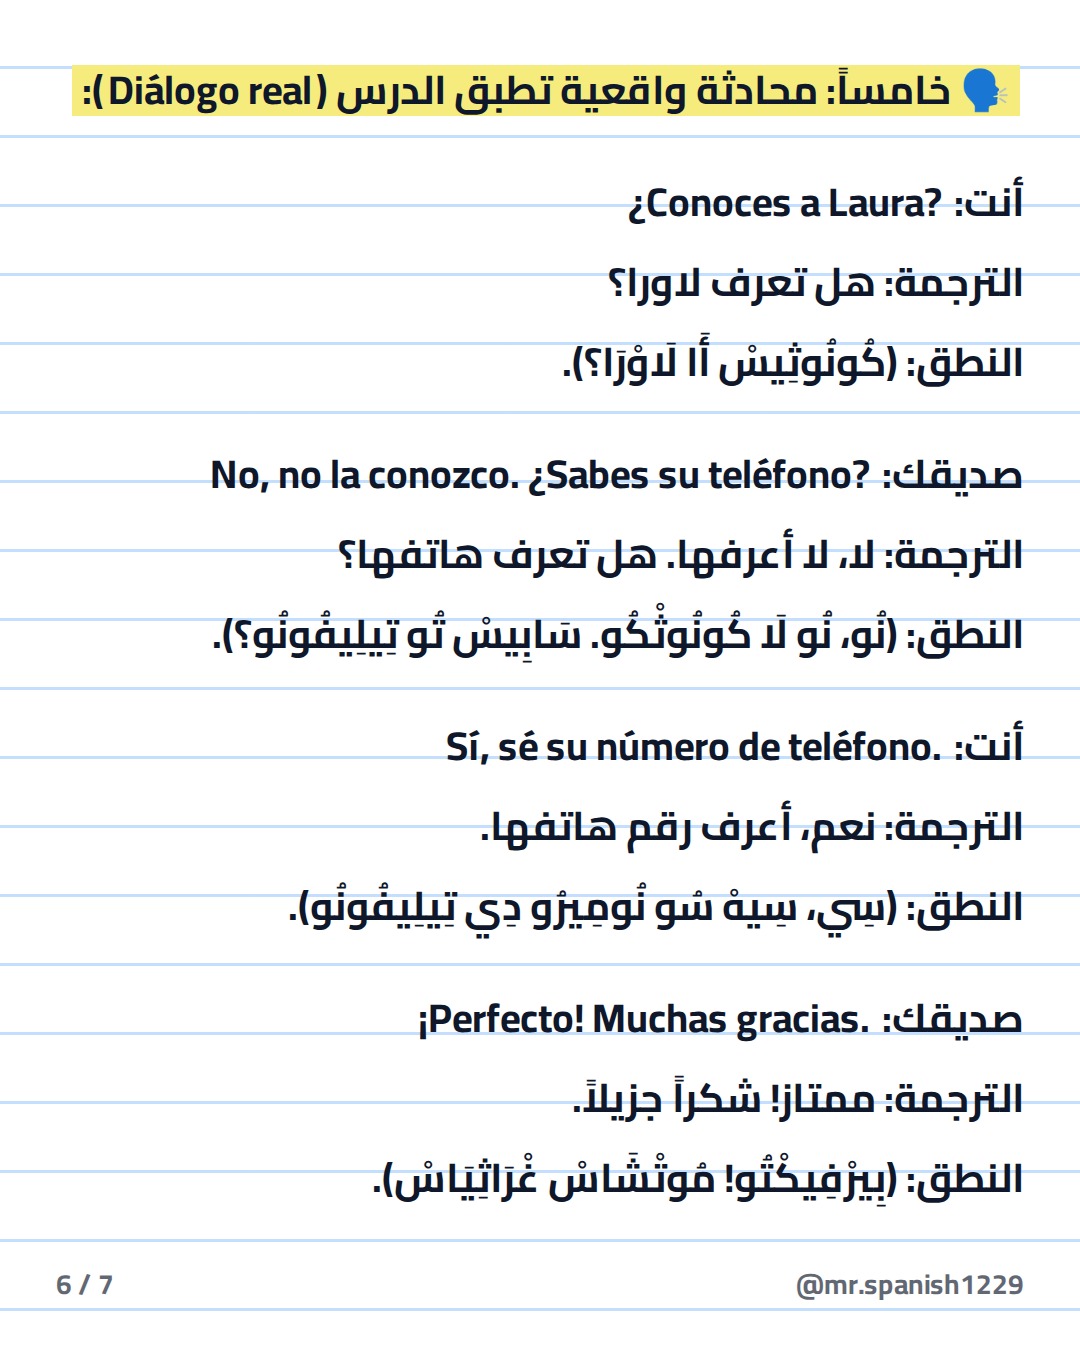 🗣️ خامساً: محادثة واقعية تطبق الدرس (Diálogo real):
أنت: ¿Conoces a Laura?
الترجمة: هل تعرف لاورا؟
النطق: (كُونُوثِيسْ أَا لَاوْرَا؟).
صديقك: No, no la conozco. ¿Sabes su teléfono?
الترجمة: لا، لا أعرفها. هل تعرف هاتفها؟
النطق: (نُو، نُو لَا كُونُوثْكُو. سَابِيسْ تُو تِيلِيفُونُو؟).
أنت: Sí, sé su número de teléfono.
الترجمة: نعم، أعرف رقم هاتفها.
النطق: (سِي، سِيهْ سُو نُومِيرُو دِي تِيلِيفُونُو).
صديقك: ¡Perfecto! Muchas gracias.
الترجمة: ممتاز! شكراً جزيلاً.
النطق: (بِيرْفِيكْتُو! مُوتْشَاسْ غْرَاثِيَاسْ).
6 / 7
@mr.spanish1229